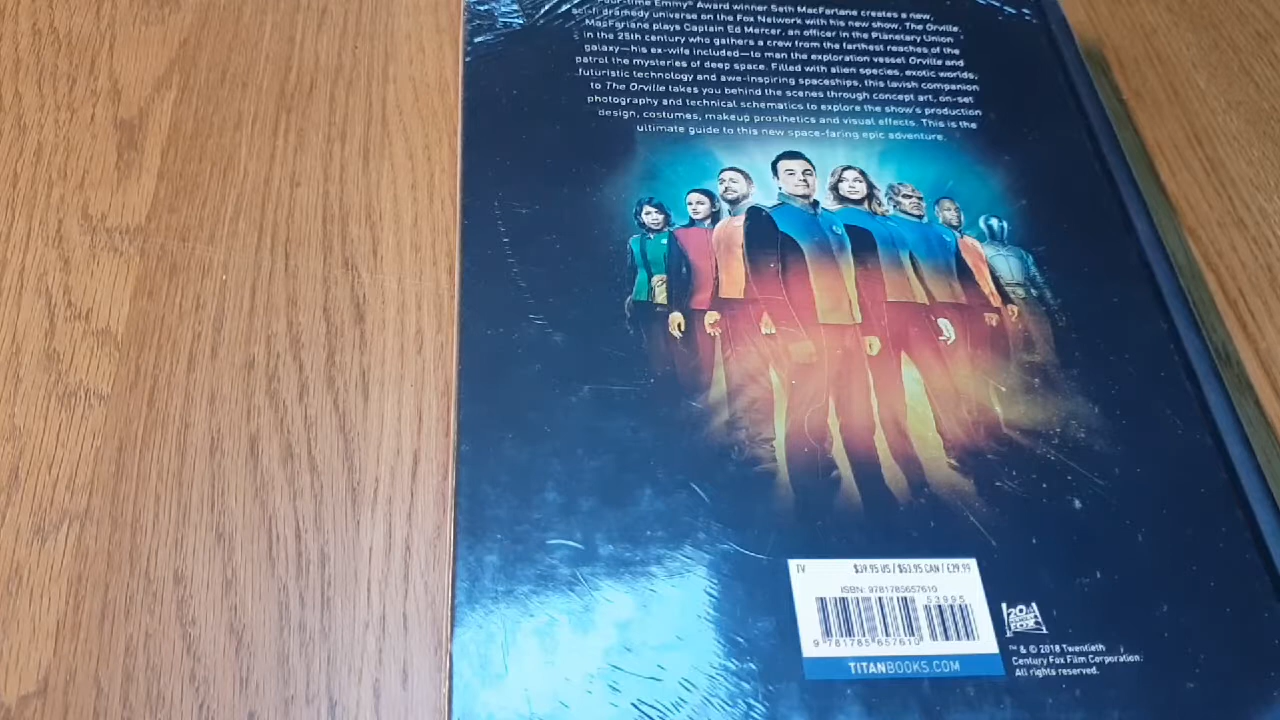 Four-time Emmy Award winner Seth MacFarlane creates a new,
sci-fi dramedy universe on the Fox Network with his new show, The Orville.
MacFarlane plays Captain Ed Mercer, an officer in the Planetary Union
in the 25th century who gathers a crew from the farthest reaches of the
galaxy—his ex-wife included—to man the exploration vessel Orville and
patrol the mysteries of deep space. Filled with alien species, exotic worlds,
futuristic technology and awe-inspiring spaceships, this lavish companion
to The Orville takes you behind the scenes through concept art, on-set
photography and technical schematics to explore the show's production
design, costumes, makeup prosthetics and visual effects. This is the
ultimate guide to this new space-faring epic adventure.
TV $39.95 US / $53.95 CAN / £29.99
ISBN: 9781785657610
53995
9 781785 657610
TITANBOOKS.COM
20TH
CENTURY
FOX
™ & © 2018 Twentieth
Century Fox Film Corporation.
All rights reserved.